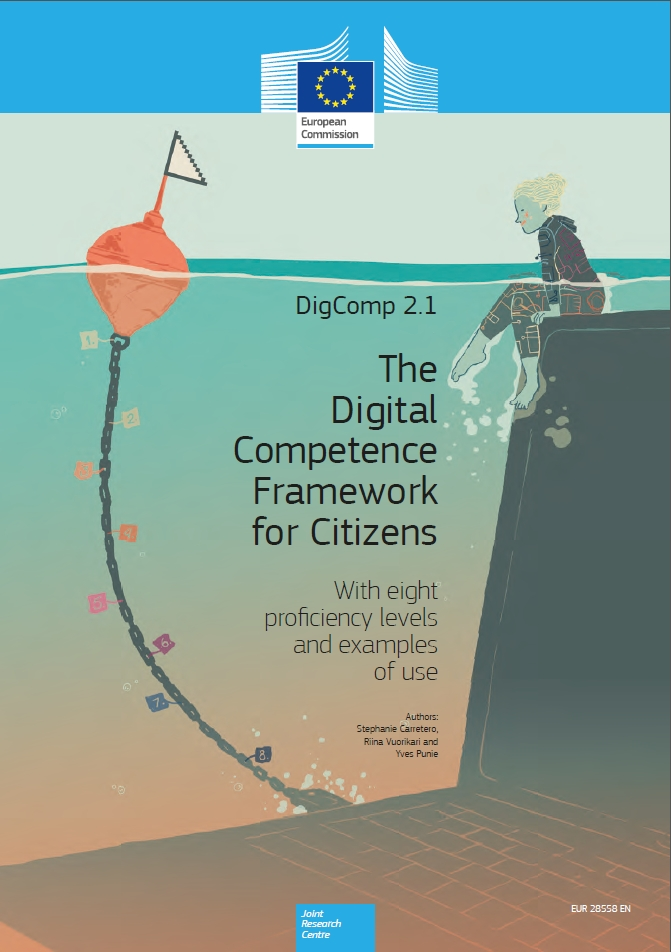 European
Commission
DigComp 2.1
The
Digital
Competence
Framework
for Citizens
With eight
proficiency levels
and examples
of use
Authors:
Stephanie Carretero,
Riina Vuorikari and
Yves Punie
1.
2.
3.
4.
5.
6.
7.
8.
EUR 28558 EN
Joint
Research
Centre